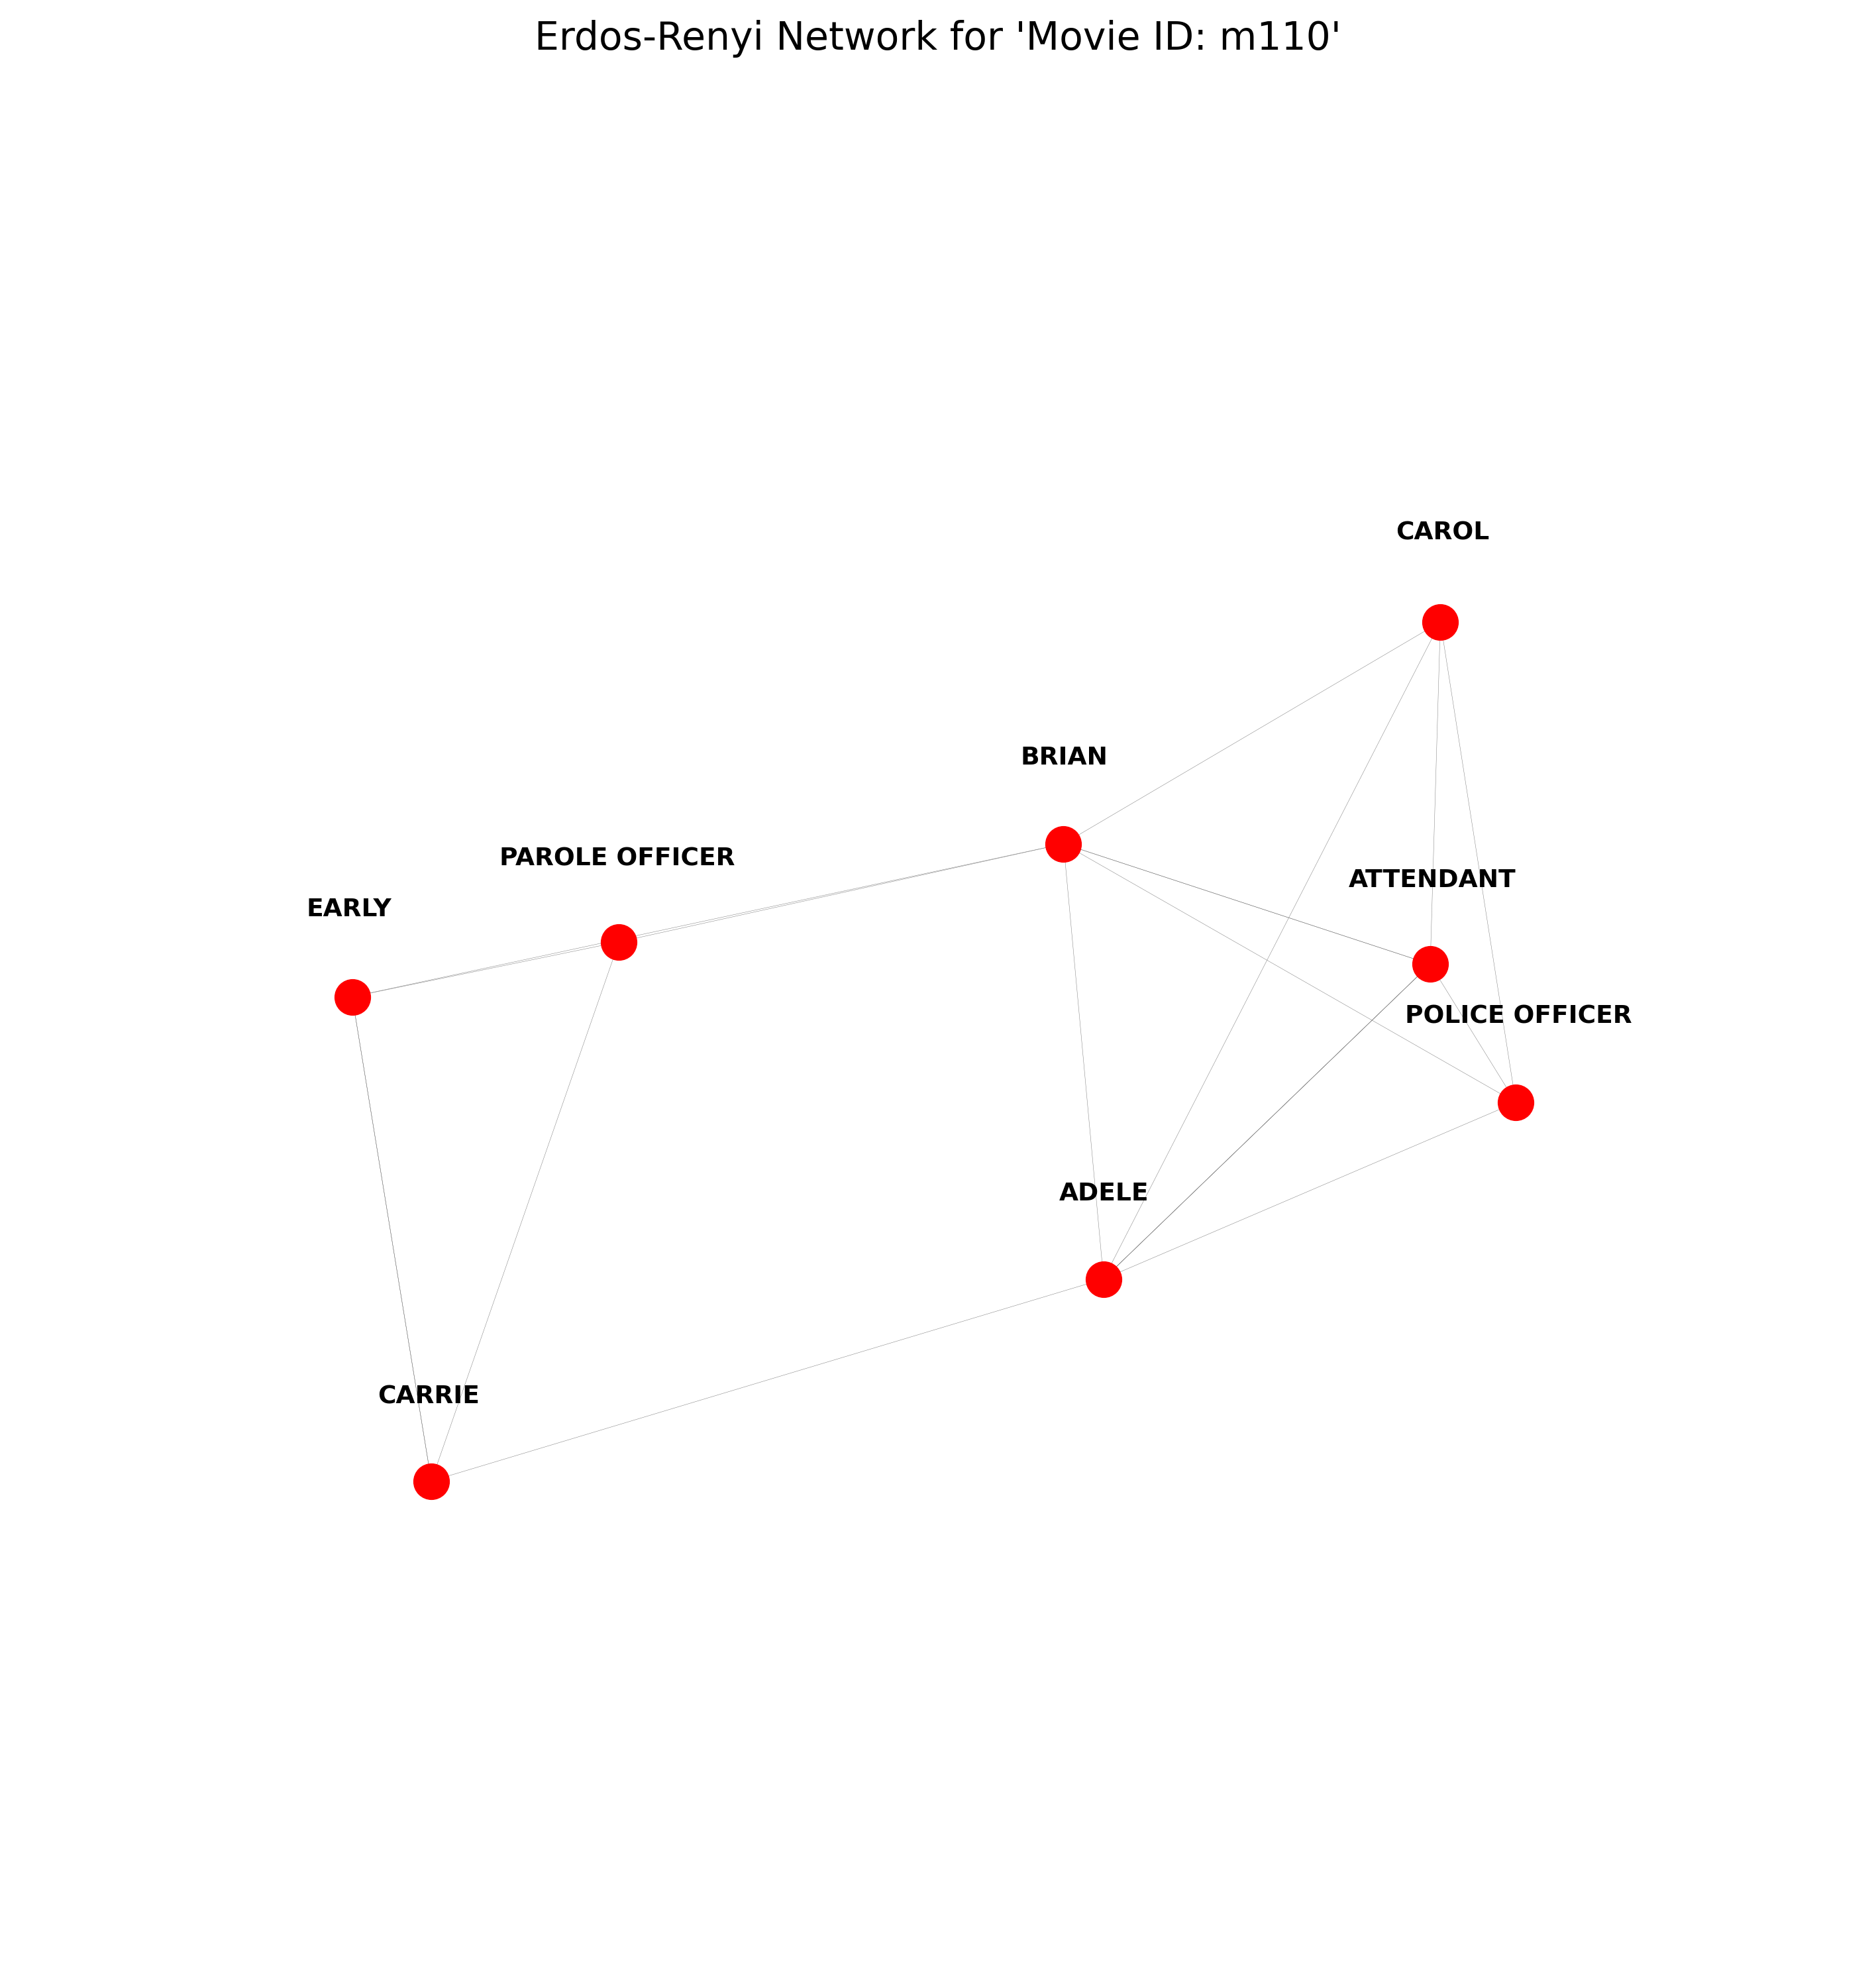 Erdos-Renyi Network for 'Movie ID: m110'
CAROL
BRIAN
PAROLE OFFICER
ATTENDANT
EARLY
POLICE OFFICER
ADELE
CARRIE